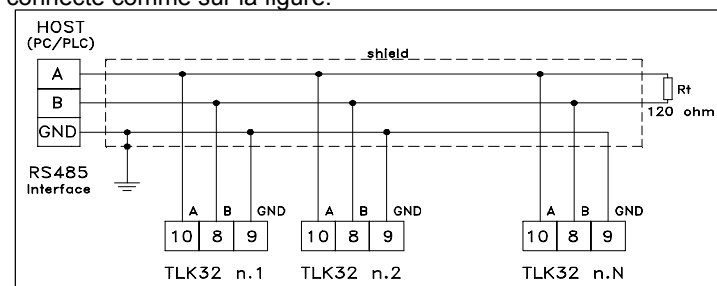 connecté comme sur la figure.
HOST
(PC/PLC)
shield
A
B
GND
Rt
120 ohm
RS485
Interface
A B GND
10 8 9
TLK32 n.1
A B GND
10 8 9
TLK32 n.2
A B GND
10 8 9
TLK32 n.N